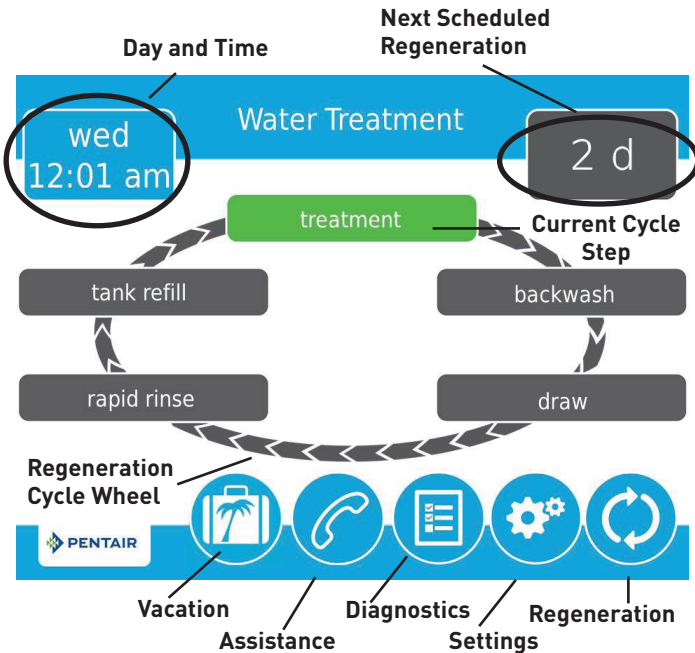 Next Scheduled
Regeneration
Day and Time
Water Treatment
wed
12:01 am
2 d
treatment
Current Cycle
Step
tank refill
backwash
rapid rinse
draw
Regeneration
Cycle Wheel
PENTAIR
Vacation
Diagnostics
Regeneration
Assistance
Settings